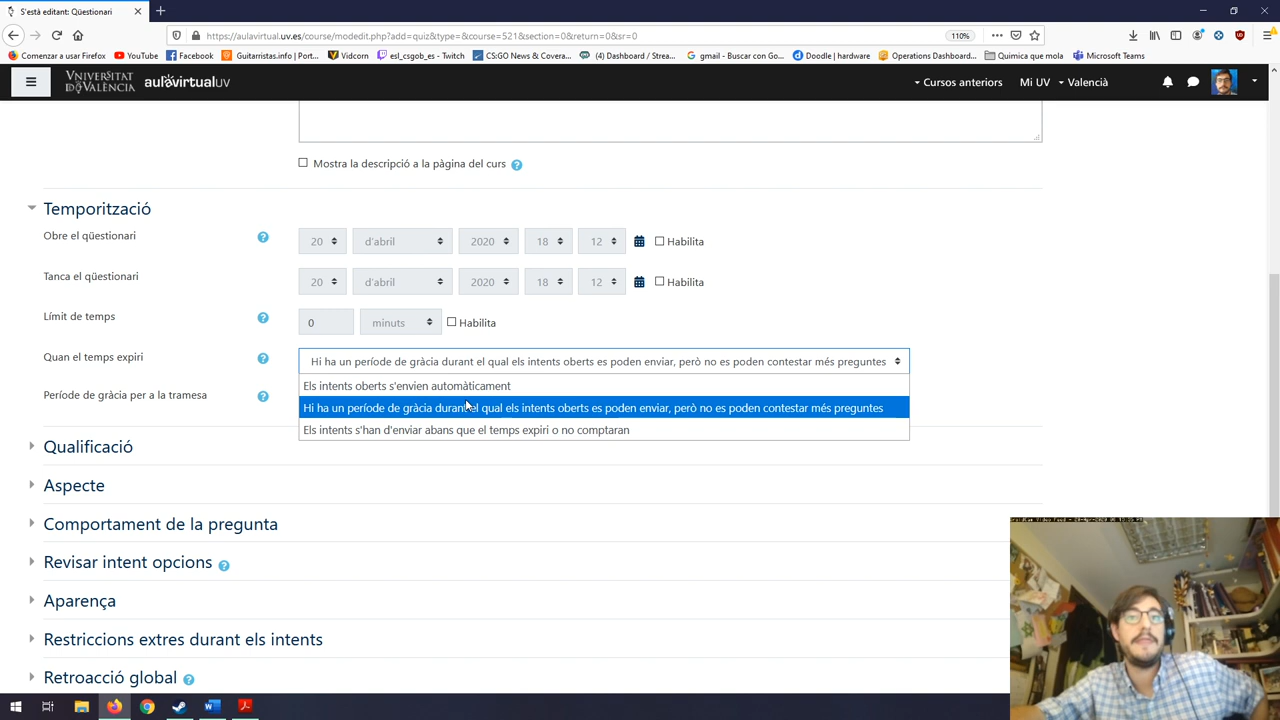 S'està editant: Qüestionari
https://aulavirtual.uv.es/course/modedit.php?add=quiz&type=&course=521&section=0&return=0&sr=0
110%
Comenzar a usar Firefox
YouTube
Facebook
Guitarristas.info | Port...
Vidcorn
esl_csgob_es - Twitch
CS:GO News & Covera...
(4) Dashboard / Strea...
gmail - Buscar con Go...
Doodle | hardware
Operations Dashboard...
Quimica que mola
Microsoft Teams
VNIVERSITAT
DE VALÈNCIA
aulavirtualUV
Cursos anteriors
Mi UV
Valencià
Mostra la descripció a la pàgina del curs
Temporització
Obre el qüestionari
20 d'abril 2020 18 12 Habilita
Tanca el qüestionari
20 d'abril 2020 18 12 Habilita
Límit de temps
0 minuts Habilita
Quan el temps expiri
Hi ha un període de gràcia durant el qual els intents oberts es poden enviar, però no es poden contestar més preguntes
Els intents oberts s'envien automàticament
Hi ha un període de gràcia durant el qual els intents oberts es poden enviar, però no es poden contestar més preguntes
Els intents s'han d'enviar abans que el temps expiri o no comptaran
Període de gràcia per a la tramesa
Qualificació
Aspecte
Comportament de la pregunta
Revisar intent opcions
Aparença
Restriccions extres durant els intents
Retroacció global